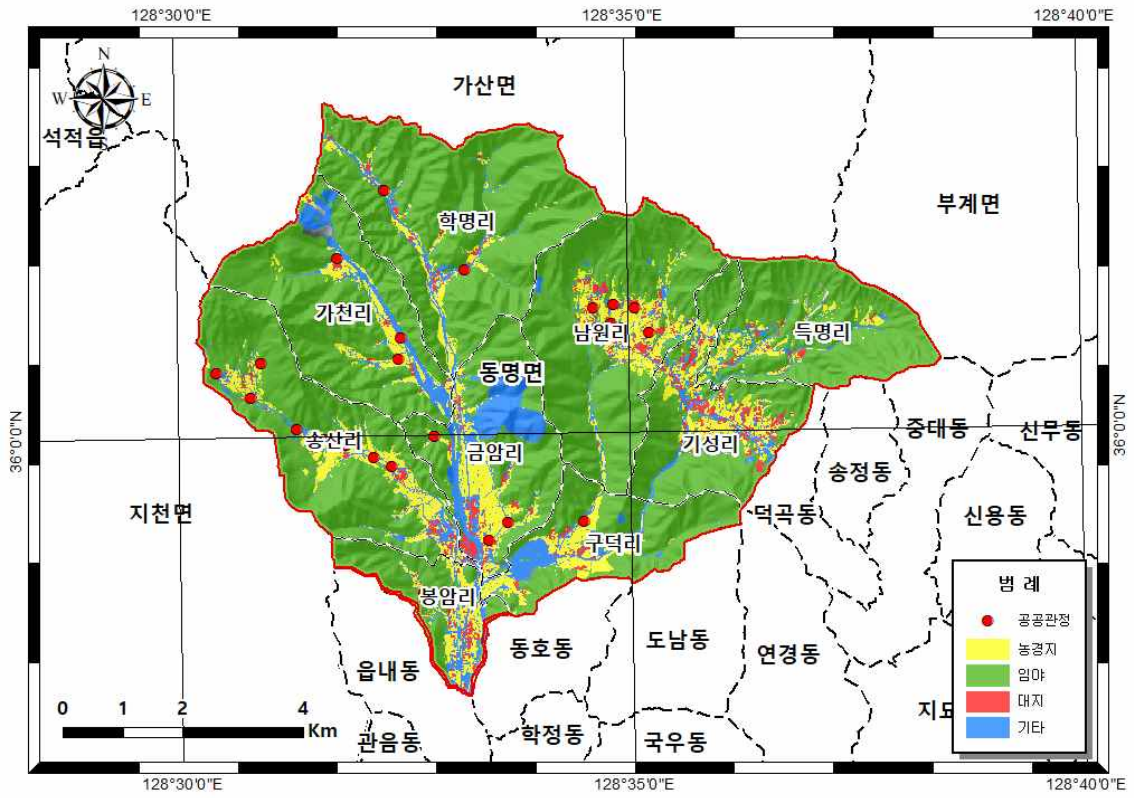 128°30'0"E
128°35'0"E
128°40'0"E
N
W
E
S
가산면
석적읍
부계면
학명리
가천리
남원리
득명리
동명면
36°0'0"N
36°0'0"N
송산리
금암리
기성리
중대동
신무동
송정동
지천면
덕곡동
신용동
구덕리
봉암리
범 례
공공관정
농경지
임야
대지
기타
동호동
도남동
연경동
읍내동
관음동
학정동
국우동
0 1 2 4
Km
128°30'0"E
128°35'0"E
128°40'0"E